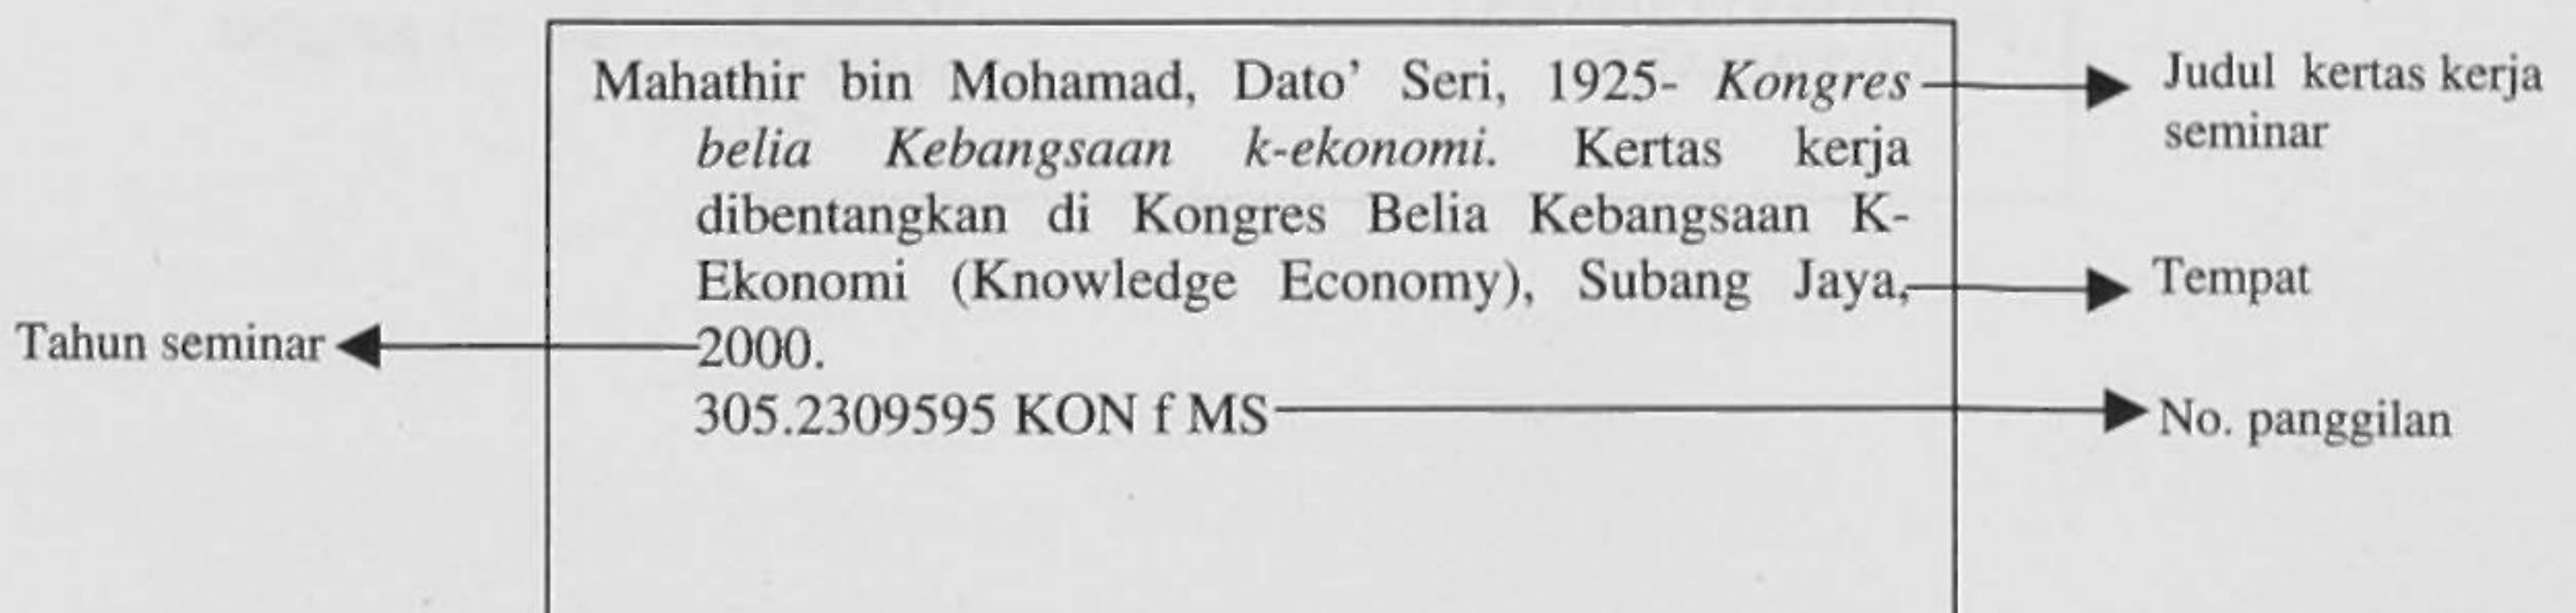 Mahathir bin Mohamad, Dato' Seri, 1925- Kongres
belia Kebangsaan k-ekonomi. Kertas kerja
dibentangkan di Kongres Belia Kebangsaan K-
Ekonomi (Knowledge Economy), Subang Jaya,
2000.
305.2309595 KON f MS
Judul kertas kerja
seminar
Tempat
Tahun seminar
No. panggilan